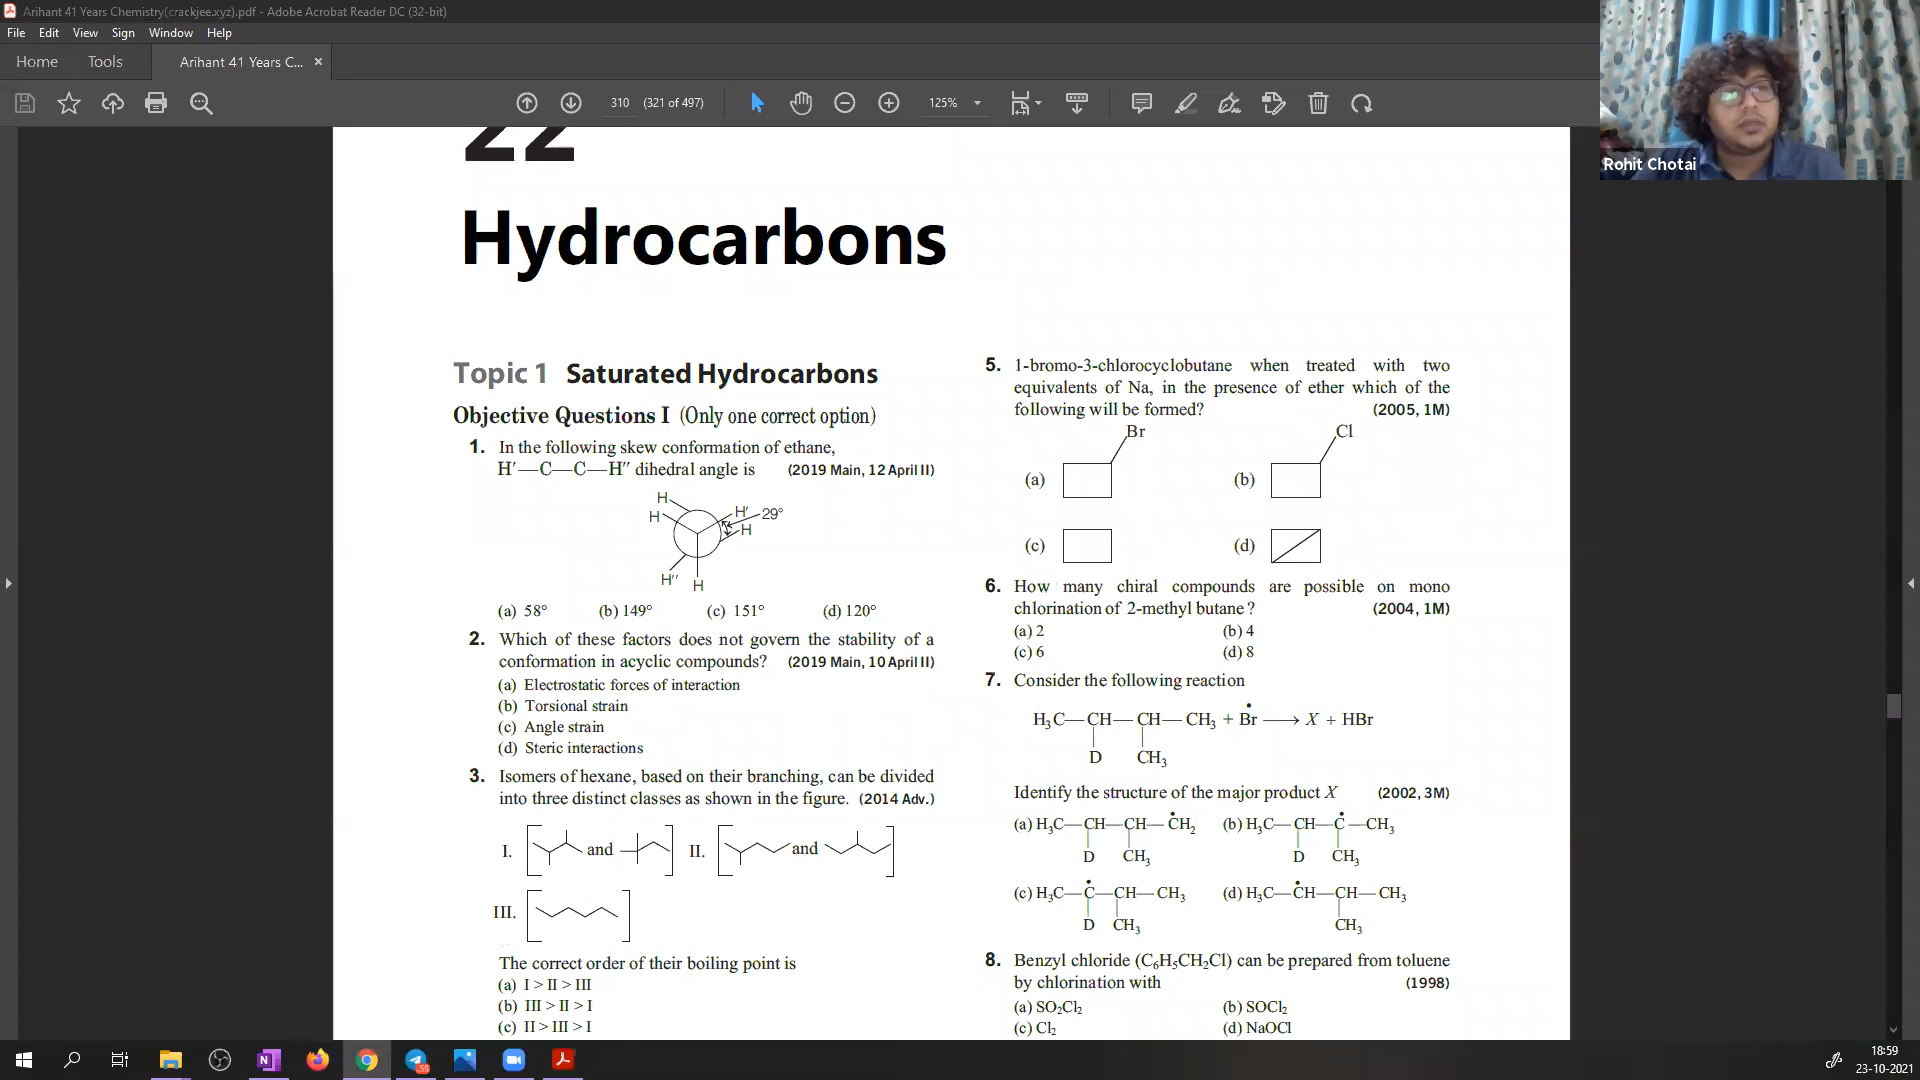 Arihant 41 Years Chemistry(crackjee.xyz).pdf - Adobe Acrobat Reader DC (32-bit)
File Edit View Sign Window Help
Home Tools Arihant 41 Years C... ×
310 (321 of 497) 125%
Rohit Chotai
22
Hydrocarbons
Topic 1 Saturated Hydrocarbons
Objective Questions I (Only one correct option)
1. In the following skew conformation of ethane,
H′—C—C—H″ dihedral angle is (2019 Main, 12 April II)
H
H
H′
29°
H
H″
H
(a) 58° (b) 149° (c) 151° (d) 120°
2. Which of these factors does not govern the stability of a
conformation in acyclic compounds? (2019 Main, 10 April II)
(a) Electrostatic forces of interaction
(b) Torsional strain
(c) Angle strain
(d) Steric interactions
3. Isomers of hexane, based on their branching, can be divided
into three distinct classes as shown in the figure. (2014 Adv.)
I. and II. and
III.
The correct order of their boiling point is
(a) I > II > III
(b) III > II > I
(c) II > III > I
5. 1-bromo-3-chlorocyclobutane when treated with two
equivalents of Na, in the presence of ether which of the
following will be formed? (2005, 1M)
Br Cl
(a) (b)
(c) (d)
6. How many chiral compounds are possible on mono
chlorination of 2-methyl butane ? (2004, 1M)
(a) 2 (b) 4
(c) 6 (d) 8
7. Consider the following reaction
H₃C—CH—CH—CH₃ + Ḃr ⟶ X + HBr
D CH₃
Identify the structure of the major product X (2002, 3M)
(a) H₃C—CH—CH—ĊH₂ (b) H₃C—CH—Ċ—CH₃
D CH₃ D CH₃
(c) H₃C—Ċ—CH—CH₃ (d) H₃C—ĊH—CH—CH₃
D CH₃ CH₃
8. Benzyl chloride (C₆H₅CH₂Cl) can be prepared from toluene
by chlorination with (1998)
(a) SO₂Cl₂ (b) SOCl₂
(c) Cl₂ (d) NaOCl
18:59
23-10-2021